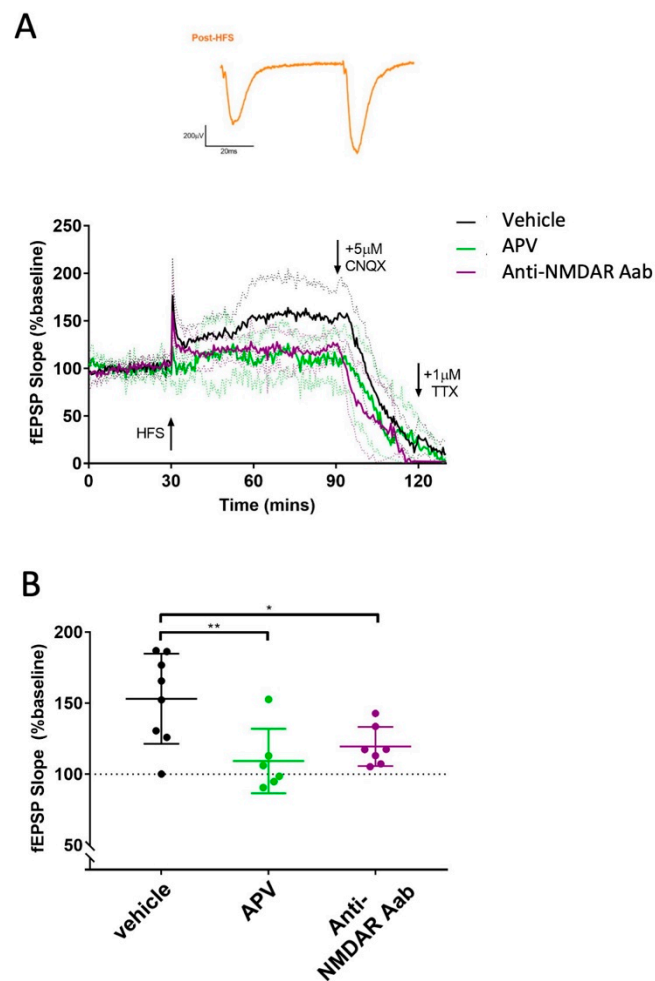 A
Post-HFS
200µV
20ms
Vehicle
APV
Anti-NMDAR Aab
fEPSP Slope (%baseline)
250
200
150
100
50
0
+5µM
CNQX
+1µM
TTX
HFS
0 30 60 90 120
Time (mins)
B
*
**
fEPSP Slope (%baseline)
200
150
100
50
vehicle
APV
Anti-
NMDAR Aab